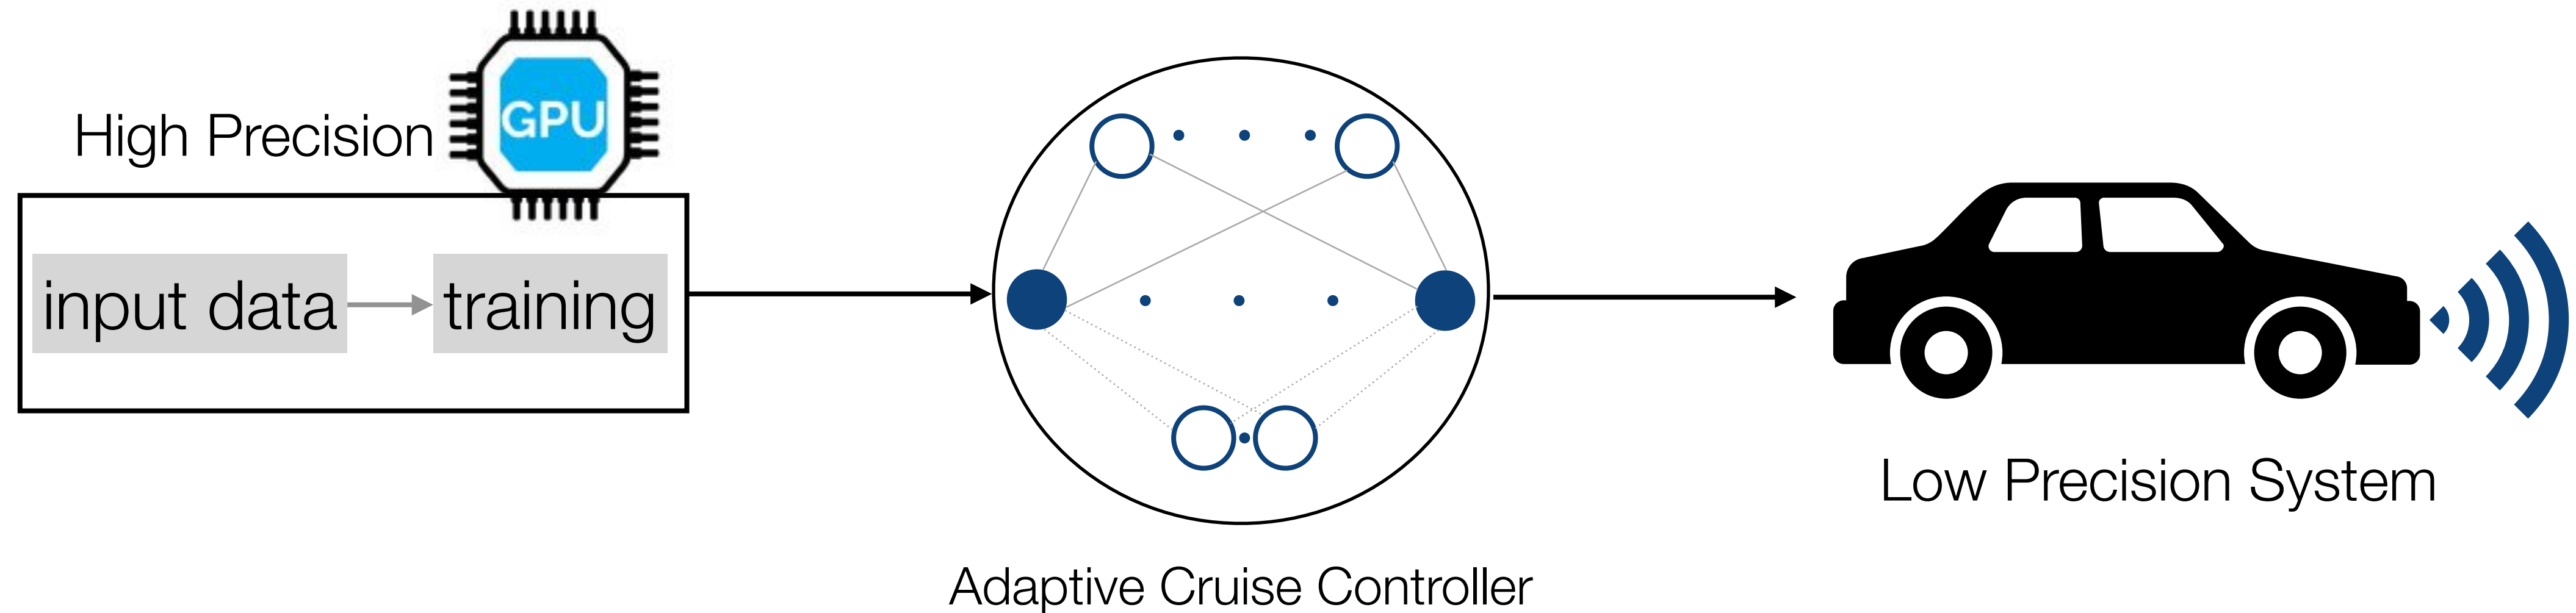 GPU
High Precision
input data
training
Low Precision System
Adaptive Cruise Controller